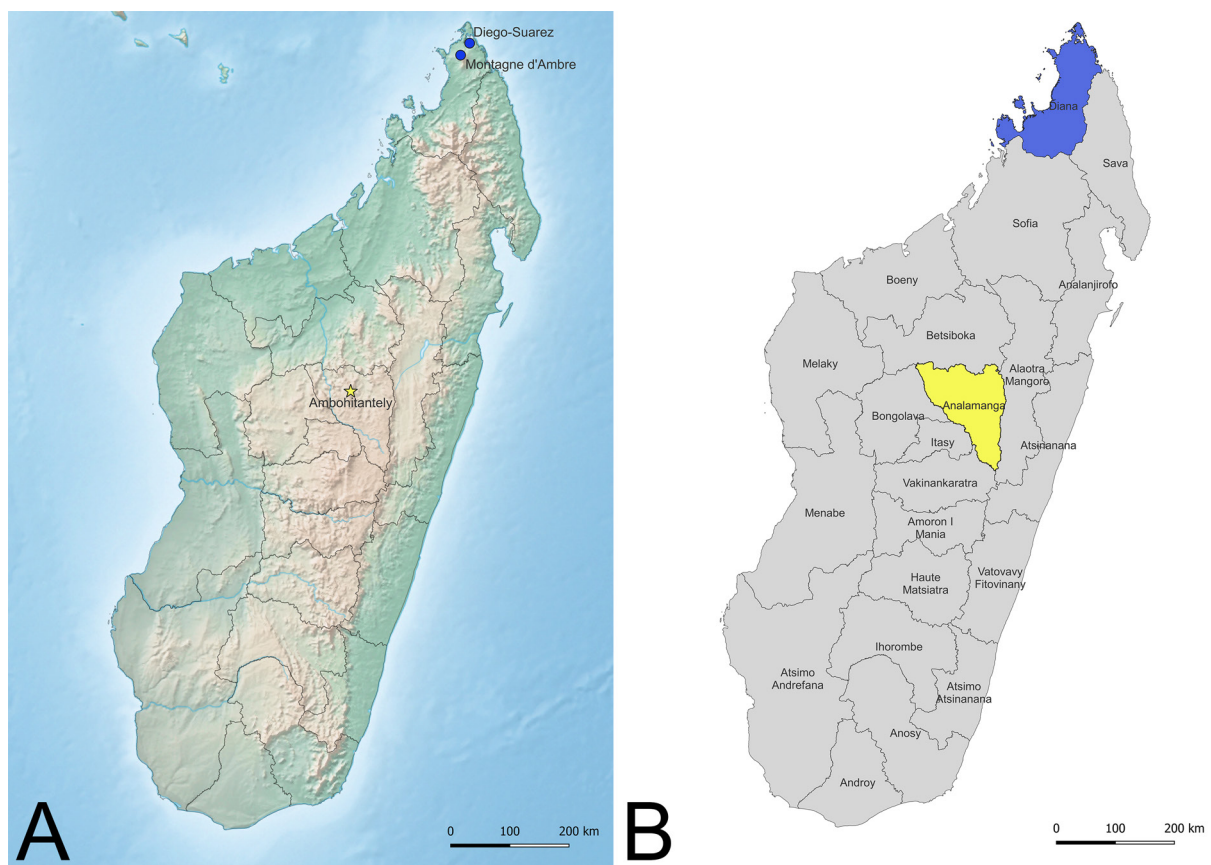 Diego-Suarez
Montagne d'Ambre
Ambohitantely
A
0 100 200 km
Diana
Sava
Sofia
Analanjirofo
Boeny
Betsiboka
Melaky
Alaotra
Mangoro
Analamanga
Bongolava
Itasy
Atsinanana
Vakinankaratra
Menabe
Amoron I
Mania
Haute
Matsiatra
Vatovavy
Fitovinany
Ihorombe
Atsimo
Andrefana
Atsimo
Atsinanana
Anosy
Androy
B
0 100 200 km